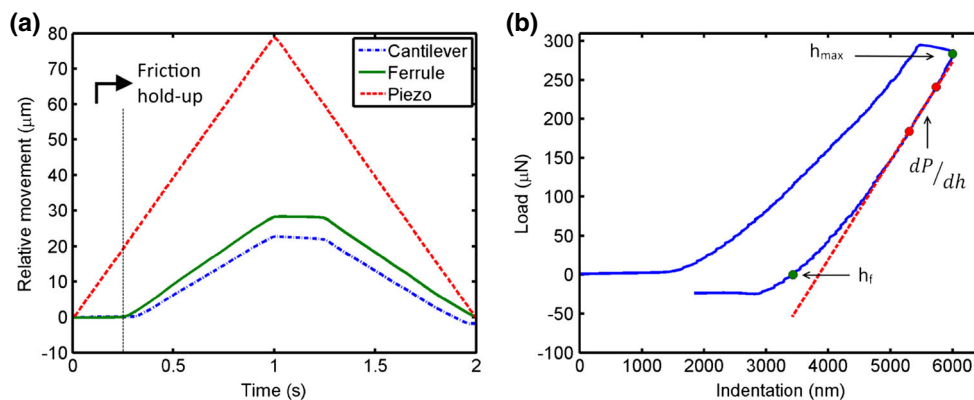 (a)
80
70
60
50
40
30
20
10
0
-10
Relative movement (μm)
Friction
hold-up
Cantilever
Ferrule
Piezo
0
0.5
1
1.5
2
Time (s)
(b)
300
250
200
150
100
50
0
-50
-100
Load (μN)
h_max
dP/dh
h_f
0
1000
2000
3000
4000
5000
6000
Indentation (nm)